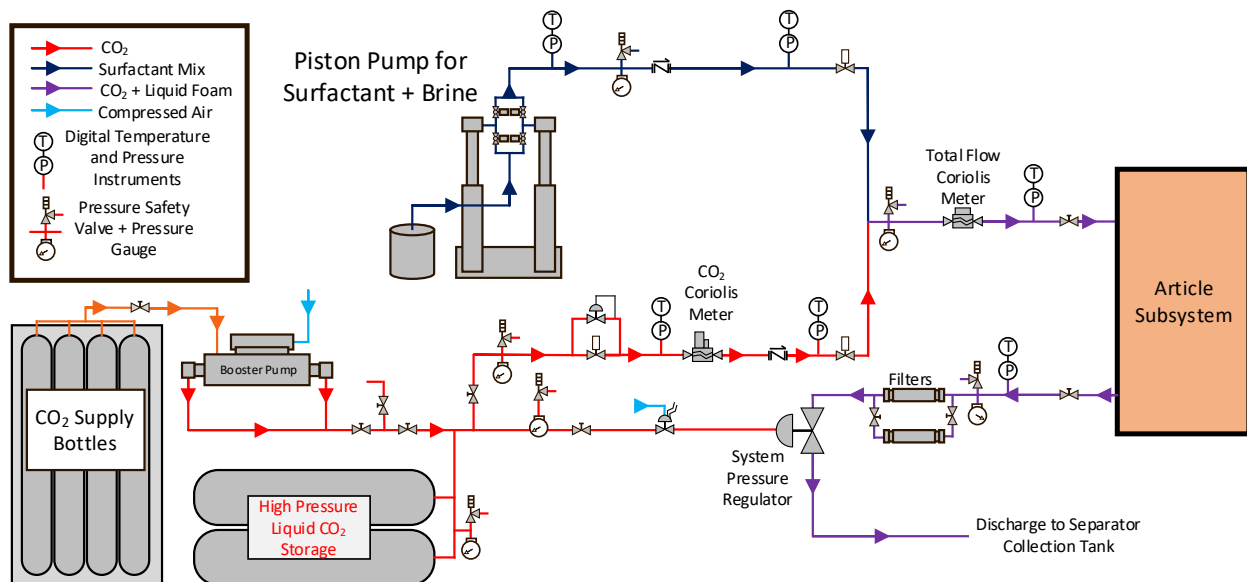 CO₂
Surfactant Mix
CO₂ + Liquid Foam
Compressed Air
T
P
Digital Temperature
and Pressure
Instruments
Pressure Safety
Valve + Pressure
Gauge
Piston Pump for
Surfactant + Brine
T
P
T
P
Total Flow
Coriolis
Meter
T
P
Article
Subsystem
CO₂
Coriolis
Meter
T
P
T
P
Booster Pump
CO₂ Supply
Bottles
High Pressure
Liquid CO₂
Storage
Filters
T
P
System
Pressure
Regulator
Discharge to Separator
Collection Tank